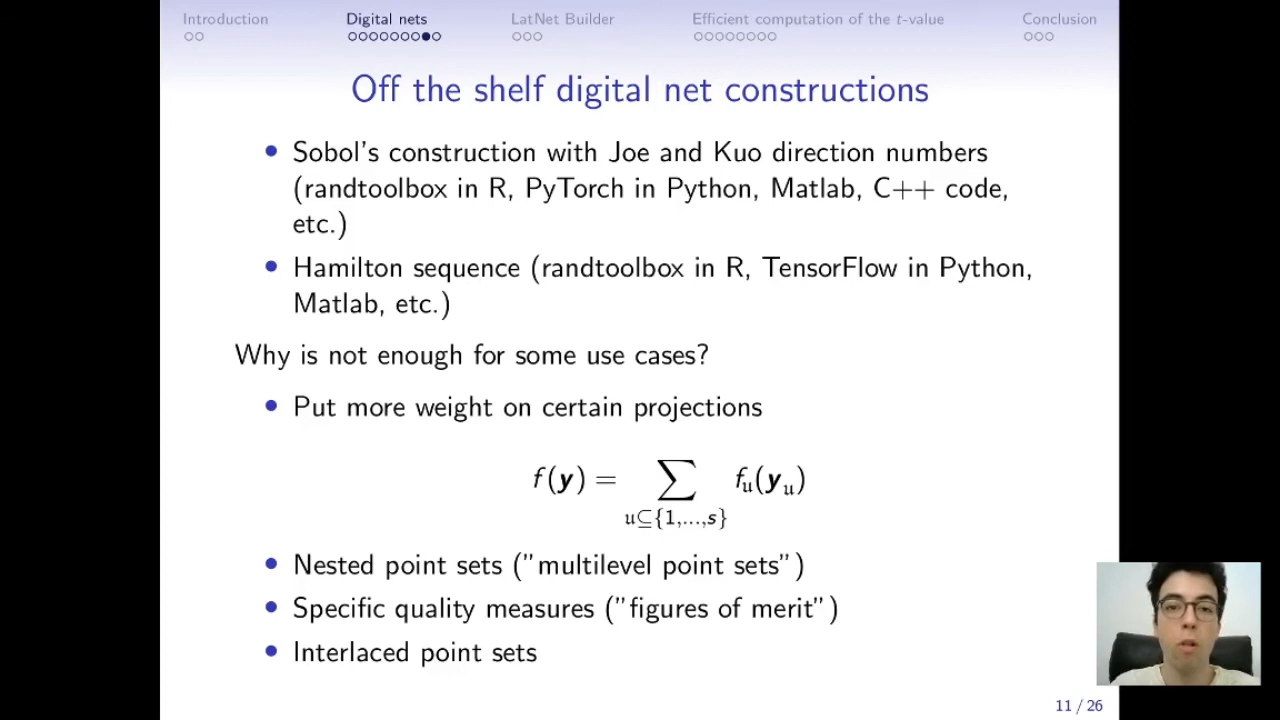 Introduction Digital nets LatNet Builder Efficient computation of the t-value Conclusion
Off the shelf digital net constructions
• Sobol's construction with Joe and Kuo direction numbers
(randtoolbox in R, PyTorch in Python, Matlab, C++ code,
etc.)
• Hamilton sequence (randtoolbox in R, TensorFlow in Python,
Matlab, etc.)
Why is not enough for some use cases?
• Put more weight on certain projections
f(y) = ∑ f𝔲(y𝔲)
𝔲⊆{1,...,s}
• Nested point sets ("multilevel point sets")
• Specific quality measures ("figures of merit")
• Interlaced point sets
11 / 26